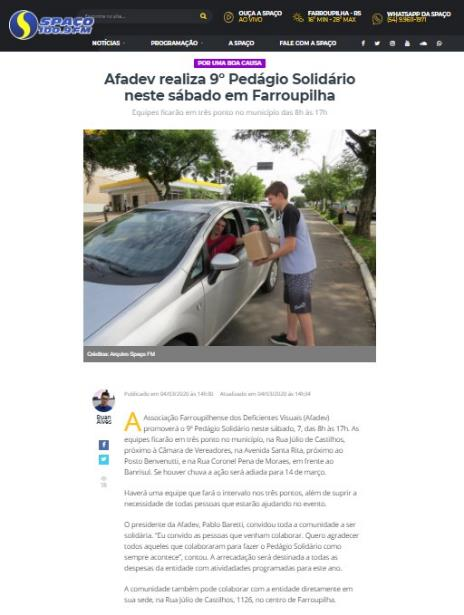 SPAÇO
100.9FM
OUÇA A SPAÇO
AO VIVO
FARROUPILHA - RS
16° MIN - 28° MAX
WHATSAPP DA SPAÇO
(54) 93611-1971
NOTÍCIAS
PROGRAMAÇÃO
A SPAÇO
FALE COM A SPAÇO
POR UMA BOA CAUSA
Afadev realiza 9º Pedágio Solidário
neste sábado em Farroupilha
Equipes ficarão em três ponto no município das 8h às 17h
Créditos: Arquivo Spaço FM
Ruan
Alves
Publicado em 04/03/2020 às 14h10 Atualizado em 04/03/2020 às 14h34
18
A Associação Farroupilhense dos Deficientes Visuais (Afadev)
promoverá o 9º Pedágio Solidário neste sábado, 7, das 8h às 17h. As
equipes ficarão em três ponto no município, na Rua Júlio de Castilhos,
próximo à Câmara de Vereadores, na Avenida Santa Rita, próximo ao
Posto Benvenutti, e na Rua Coronel Pena de Moraes, em frente ao
Banrisul. Se houver chuva a ação será adiada para 14 de março.
Haverá uma equipe que fará o intervalo nos três pontos, além de suprir a
necessidade de todas pessoas que estarão ajudando no evento.
O presidente da Afadev, Pablo Baretti, convidou toda a comunidade a ser
solidária. "Eu convido as pessoas que venham colaborar. Quero agradecer
todos aqueles que colaboraram para fazer o Pedágio Solidário como
sempre acontece", contou. A arrecadação será destinada a todas as
despesas da entidade com atividades programadas para este ano.
A comunidade também pode colaborar com a entidade diretamente em
sua sede, na Rua Júlio de Castilhos, 1126, no centro de Farroupilha.